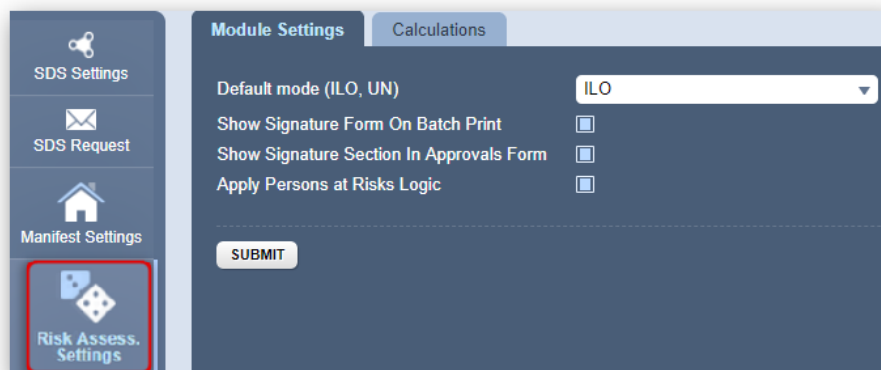 SDS Settings
SDS Request
Manifest Settings
Risk Assess.
Settings
Module Settings
Calculations
Default mode (ILO, UN)
ILO
Show Signature Form On Batch Print
Show Signature Section In Approvals Form
Apply Persons at Risks Logic
SUBMIT